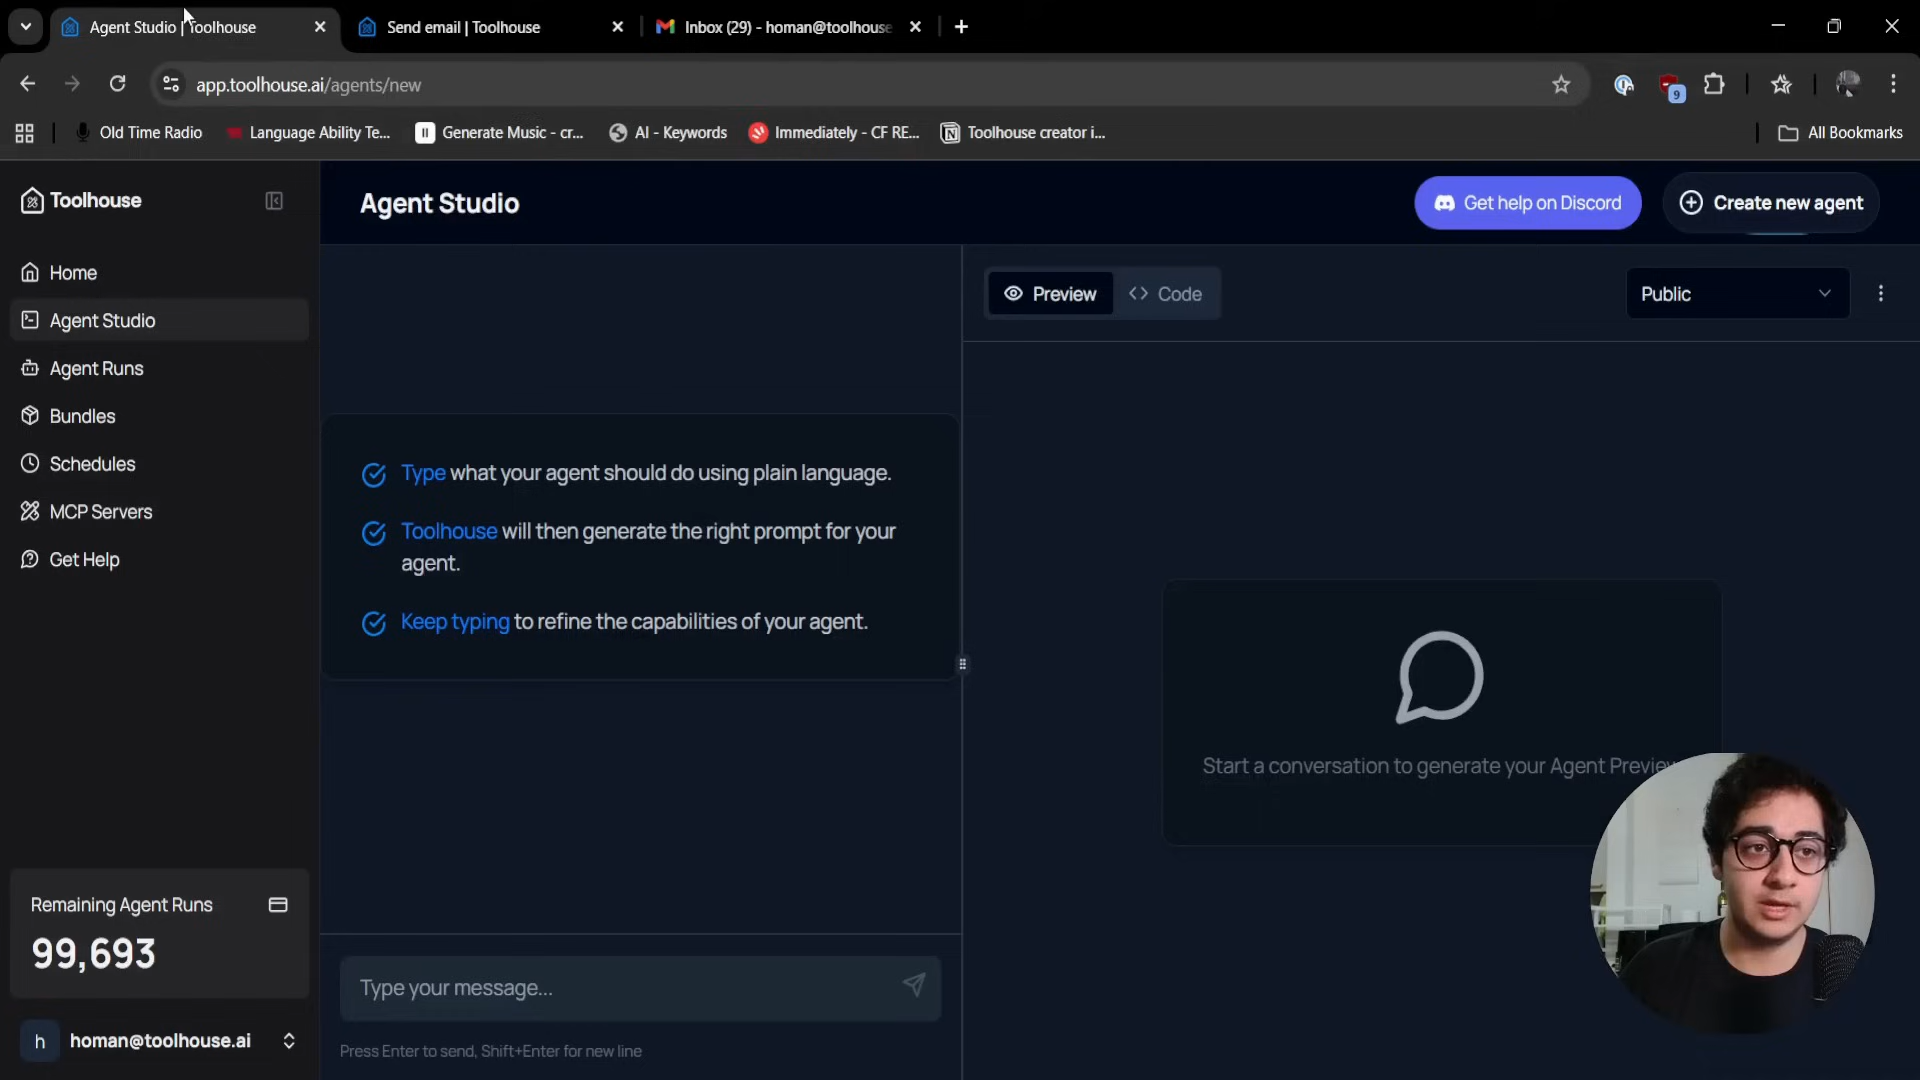 Agent Studio | Toolhouse
Send email | Toolhouse
Inbox (29) - homan@toolhouse
app.toolhouse.ai/agents/new
9
Old Time Radio
Language Ability Te...
Generate Music - cr...
AI - Keywords
Immediately - CF RE...
Toolhouse creator i...
All Bookmarks
Toolhouse
Agent Studio
Get help on Discord
Create new agent
Home
Agent Studio
Agent Runs
Bundles
Schedules
MCP Servers
Get Help
Preview
Code
Public
Type what your agent should do using plain language.
Toolhouse will then generate the right prompt for your
agent.
Keep typing to refine the capabilities of your agent.
Start a conversation to generate your Agent Preview
Remaining Agent Runs
99,693
h
homan@toolhouse.ai
Type your message...
Press Enter to send, Shift+Enter for new line